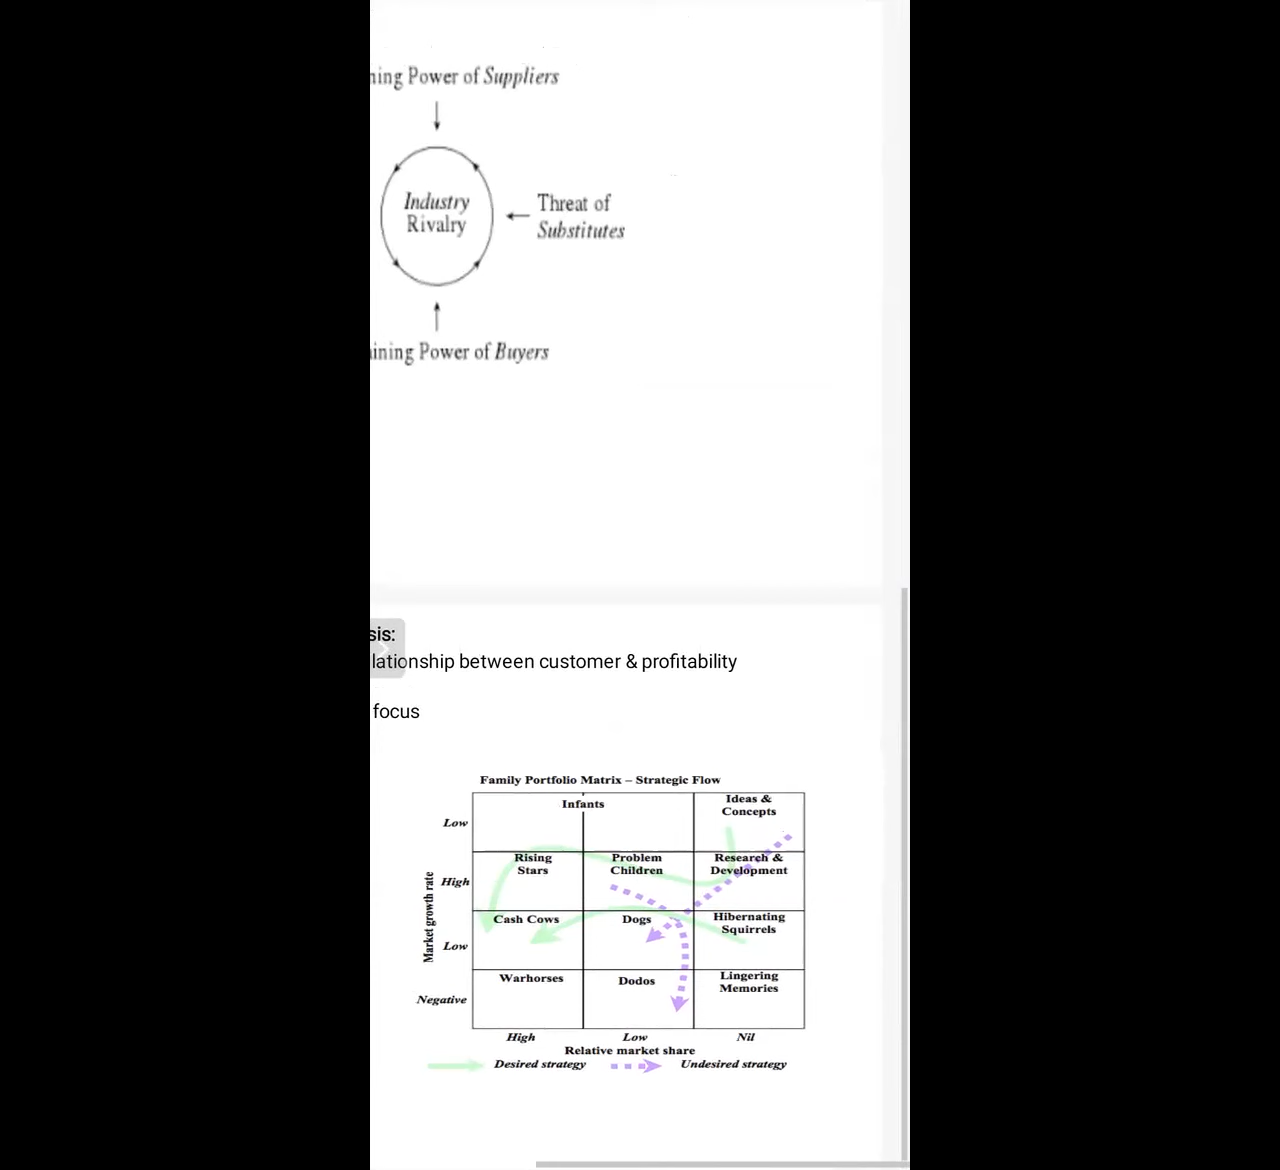 ning Power of Suppliers
Industry
Rivalry
Threat of
Substitutes
ining Power of Buyers
sis:
lationship between customer & profitability
focus
Family Portfolio Matrix – Strategic Flow
Infants
Ideas &
Concepts
Low
Rising
Stars
Problem
Children
Research &
Development
High
Cash Cows
Dogs
Hibernating
Squirrels
Low
Warhorses
Dodos
Lingering
Memories
Negative
Market growth rate
High Low Nil
Relative market share
Desired strategy Undesired strategy